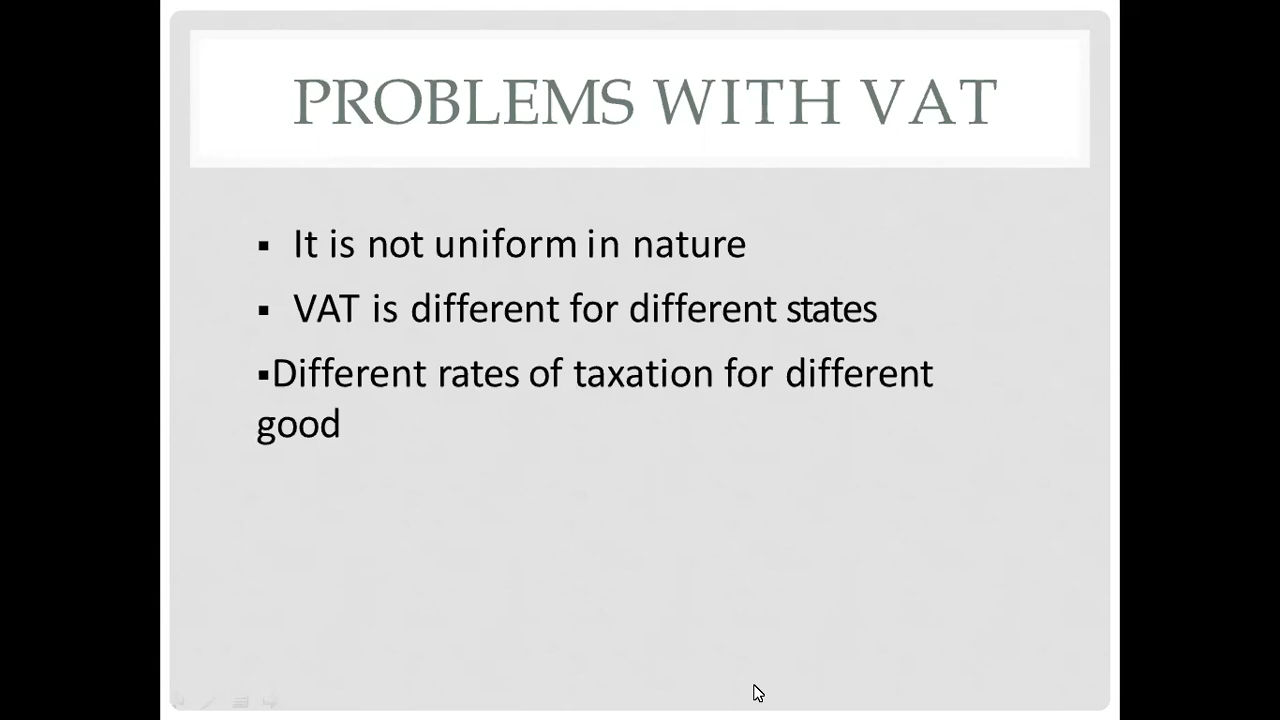 PROBLEMS WITH VAT
▪ It is not uniform in nature
▪ VAT is different for different states
▪Different rates of taxation for different
good